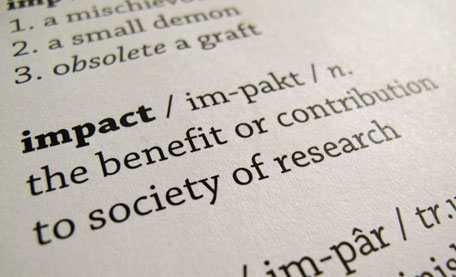 1. a mischievo
2. a small demon
3. obsolete a graft
impact / im-pakt / n.
the benefit or contribution
to society of research
/ im-pâr / tr.v